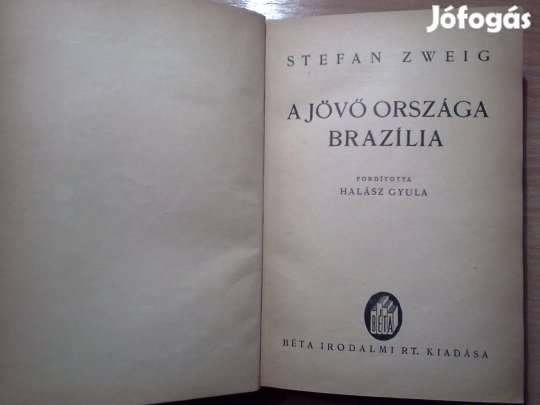 Jófogás
STEFAN ZWEIG
A JÖVŐ ORSZÁGA
BRAZÍLIA
FORDÍTOTTA
HALÁSZ GYULA
BÉTA
BÉTA IRODALMI RT. KIADÁSA